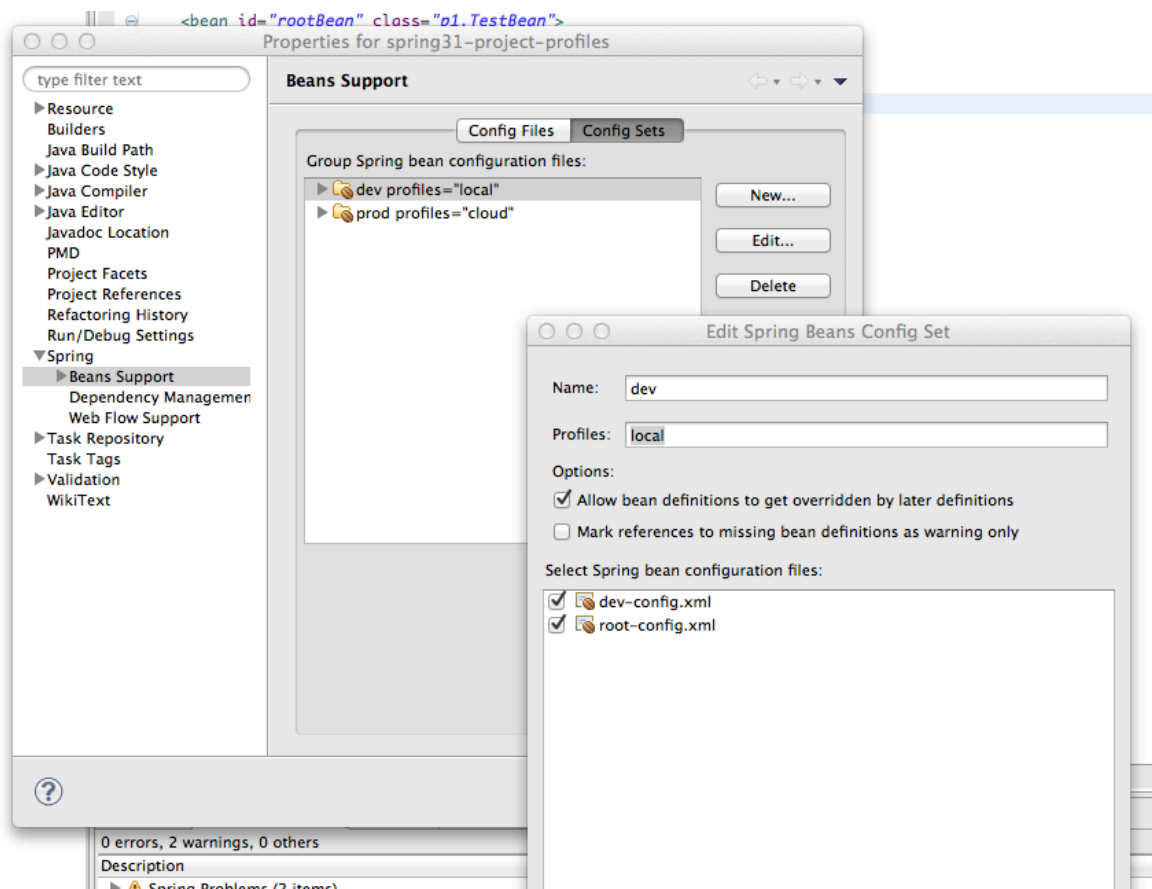 <bean id="rootBean" class="p1.TestBean">
Properties for spring31-project-profiles
type filter text
Resource
Builders
Java Build Path
Java Code Style
Java Compiler
Java Editor
Javadoc Location
PMD
Project Facets
Project References
Refactoring History
Run/Debug Settings
Spring
Beans Support
Dependency Managemen
Web Flow Support
Task Repository
Task Tags
Validation
WikiText
Beans Support
Config Files
Config Sets
Group Spring bean configuration files:
dev profiles="local"
prod profiles="cloud"
New...
Edit...
Delete
Edit Spring Beans Config Set
Name:
dev
Profiles:
local
Options:
Allow bean definitions to get overridden by later definitions
Mark references to missing bean definitions as warning only
Select Spring bean configuration files:
dev-config.xml
root-config.xml
0 errors, 2 warnings, 0 others
Description
Spring Problems (2 items)